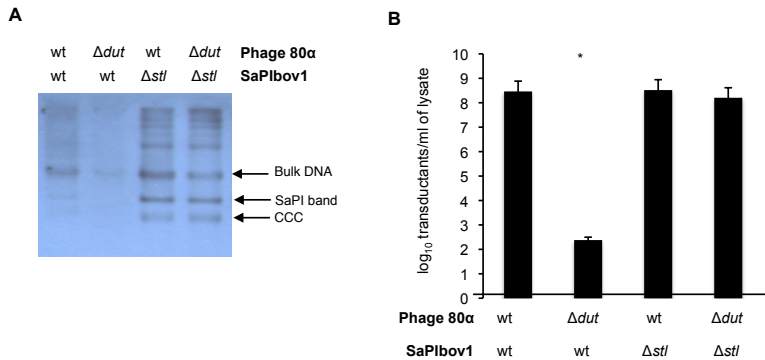 A
wt Δdut wt Δdut Phage 80α
wt wt Δstl Δstl SaPIbov1
Bulk DNA
SaPI band
CCC
B
*
10
9
8
7
6
5
4
3
2
1
0
log10 transductants/ml of lysate
Phage 80α wt Δdut wt Δdut
SaPIbov1 wt wt Δstl Δstl